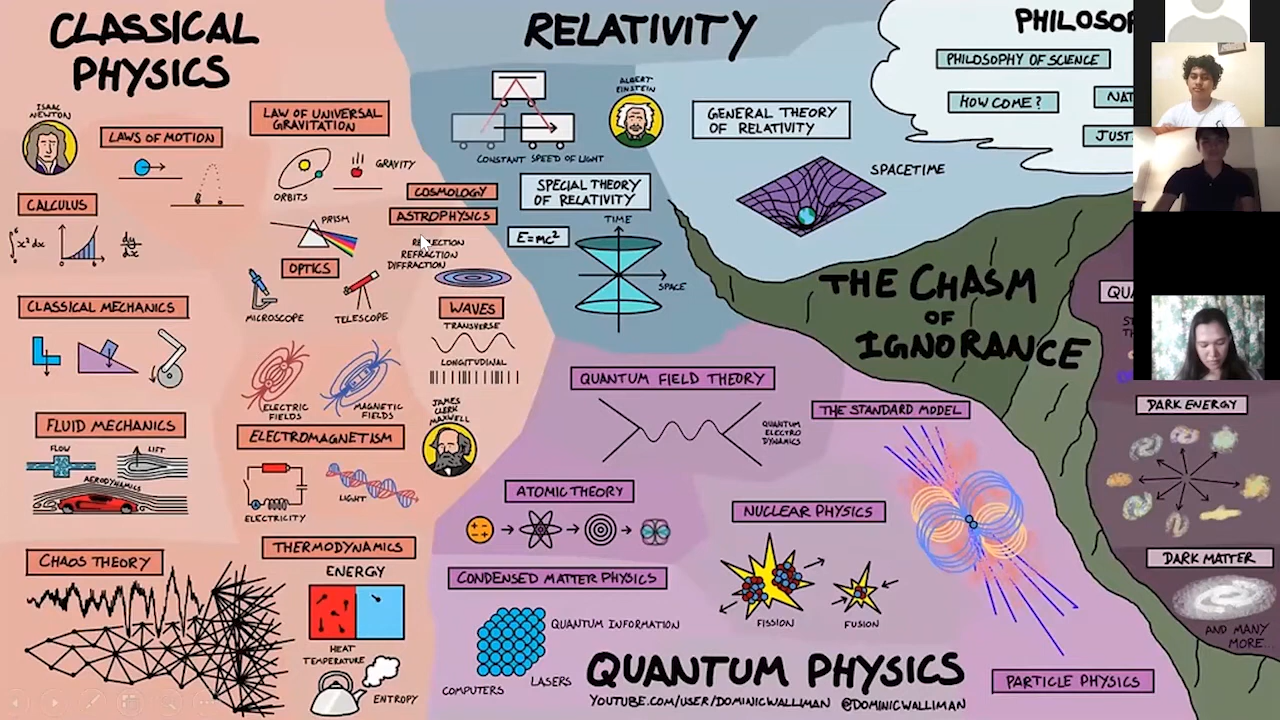 CLASSICAL
PHYSICS
ISAAC
NEWTON
LAWS OF MOTION
LAW OF UNIVERSAL
GRAVITATION
GRAVITY
ORBITS
CALCULUS
∫ x² dx
dy
dx
PRISM
COSMOLOGY
ASTROPHYSICS
REFLECTION
REFRACTION
DIFFRACTION
OPTICS
MICROSCOPE
TELESCOPE
CLASSICAL MECHANICS
WAVES
TRANSVERSE
LONGITUDINAL
ELECTRIC
FIELDS
MAGNETIC
FIELDS
JAMES
CLERK
MAXWELL
FLUID MECHANICS
FLOW
LIFT
AERODYNAMICS
ELECTROMAGNETISM
LIGHT
ELECTRICITY
CHAOS THEORY
THERMODYNAMICS
ENERGY
HEAT
TEMPERATURE
ENTROPY
RELATIVITY
ALBERT
EINSTEIN
CONSTANT SPEED OF LIGHT
SPECIAL THEORY
OF RELATIVITY
E=mc²
TIME
SPACE
GENERAL THEORY
OF RELATIVITY
SPACETIME
PHILOSOP
PHILOSOPHY OF SCIENCE
HOW COME?
NAT
JUST
THE CHASM
OF
IGNORANCE
QUANTUM FIELD THEORY
QUANTUM
ELECTRO
DYNAMICS
THE STANDARD MODEL
ATOMIC THEORY
NUCLEAR PHYSICS
FISSION
FUSION
CONDENSED MATTER PHYSICS
QUANTUM INFORMATION
LASERS
COMPUTERS
QUANTUM PHYSICS
YOUTUBE.COM/USER/DOMINICWALLIMAN @DOMINICWALLIMAN
PARTICLE PHYSICS
QUA
DARK ENERGY
DARK MATTER
AND MANY
MORE...